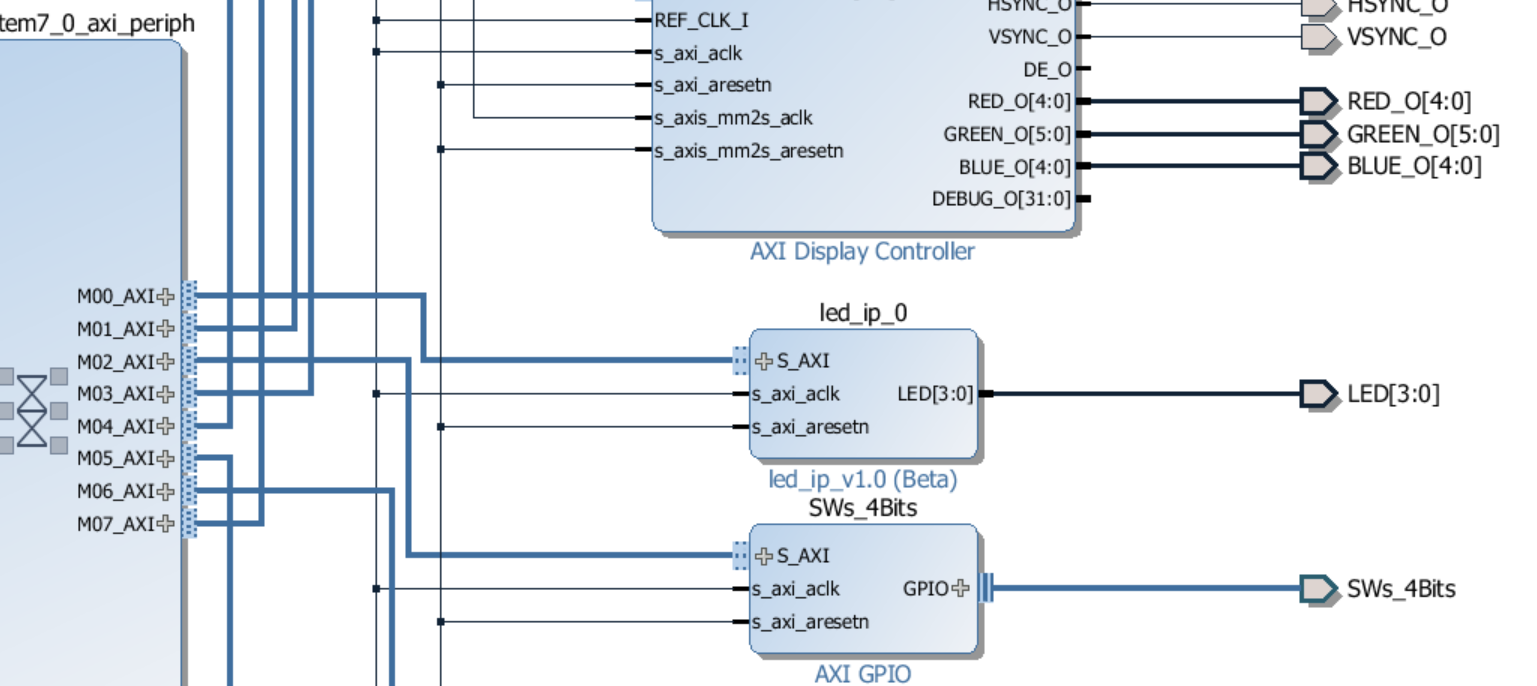 tem7_0_axi_periph
M00_AXI
M01_AXI
M02_AXI
M03_AXI
M04_AXI
M05_AXI
M06_AXI
M07_AXI
REF_CLK_I
s_axi_aclk
s_axi_aresetn
s_axis_mm2s_aclk
s_axis_mm2s_aresetn
HSYNC_O
VSYNC_O
DE_O
RED_O[4:0]
GREEN_O[5:0]
BLUE_O[4:0]
DEBUG_O[31:0]
AXI Display Controller
HSYNC_O
VSYNC_O
RED_O[4:0]
GREEN_O[5:0]
BLUE_O[4:0]
led_ip_0
S_AXI
s_axi_aclk
s_axi_aresetn
LED[3:0]
led_ip_v1.0 (Beta)
LED[3:0]
SWs_4Bits
S_AXI
s_axi_aclk
s_axi_aresetn
GPIO
AXI GPIO
SWs_4Bits